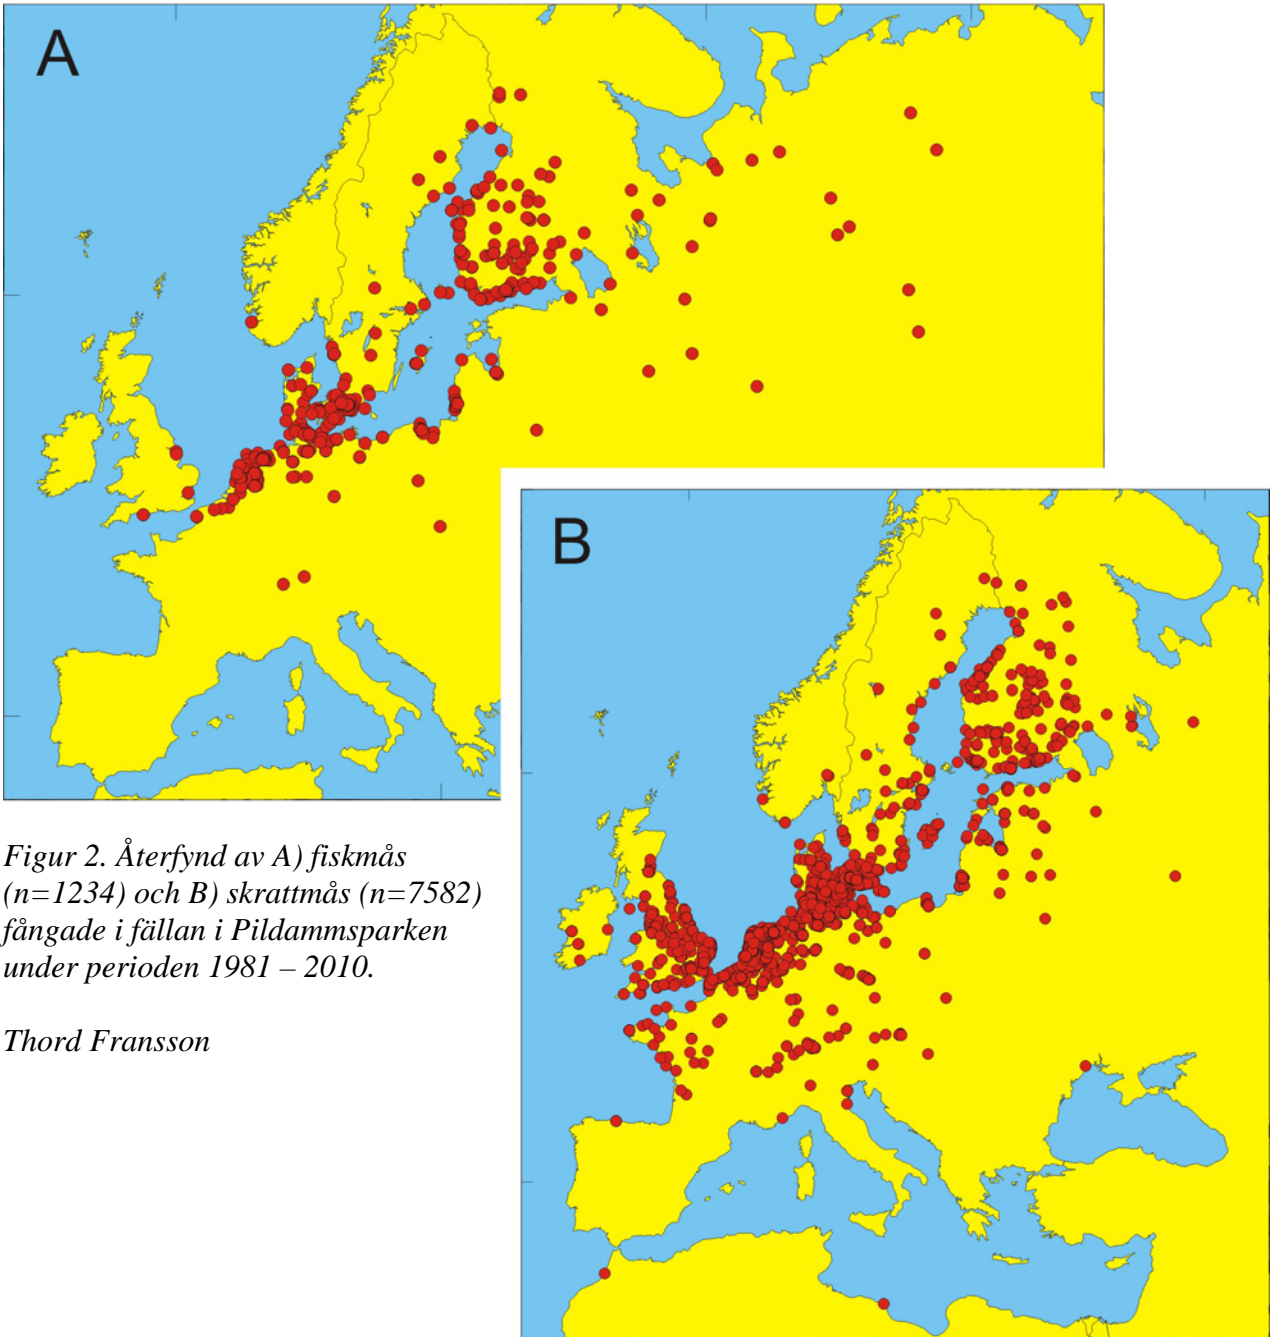 A
B
Figur 2. Återfynd av A) fiskmås
(n=1234) och B) skrattmås (n=7582)
fångade i fällan i Pildammsparken
under perioden 1981 – 2010.
Thord Fransson